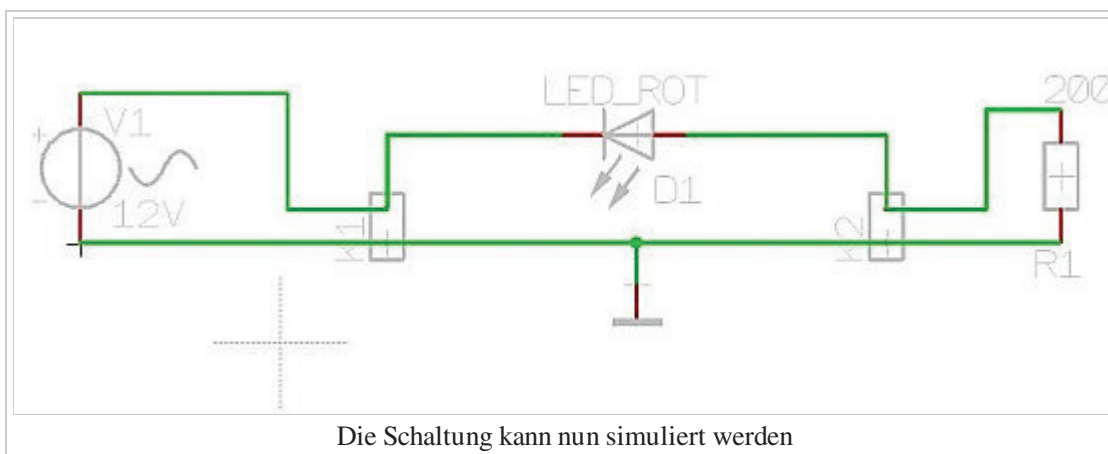 LED_ROT
200
V1
+
-
12V
D1
K1
K2
R1
Die Schaltung kann nun simuliert werden